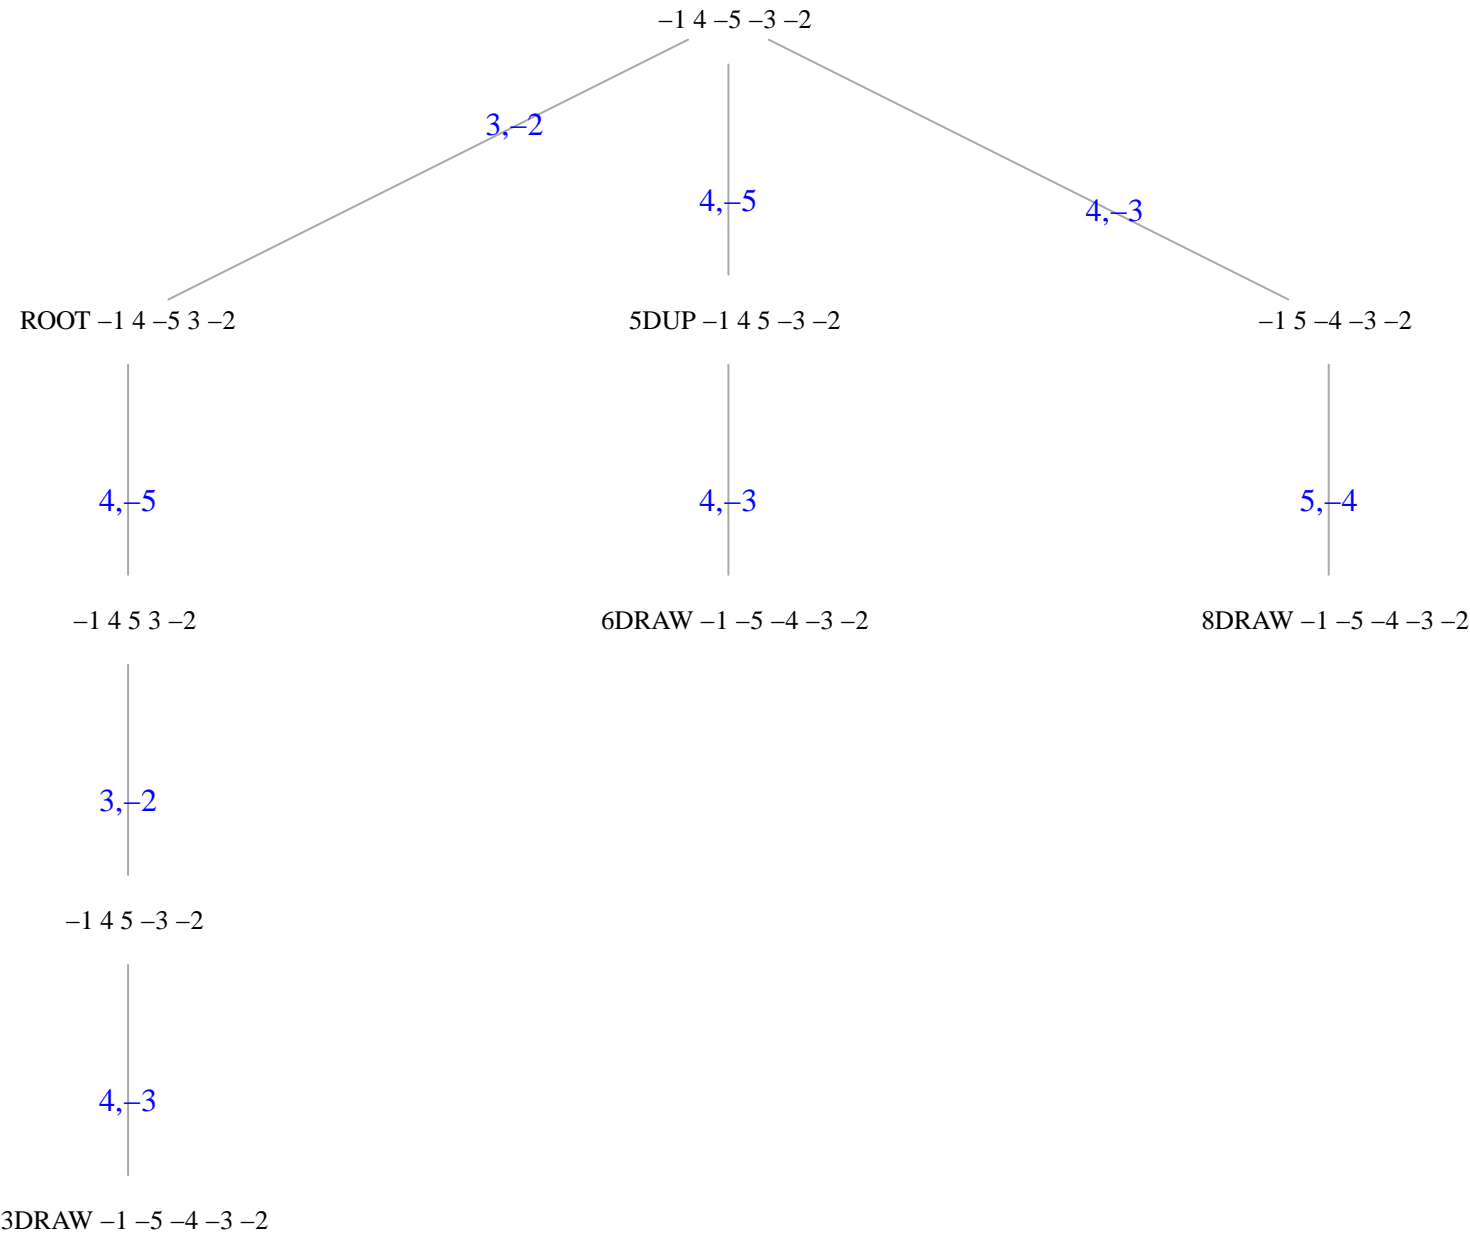 –1 4 –5 –3 –2
3,–2
4,–5
4,–3
ROOT –1 4 –5 3 –2
5DUP –1 4 5 –3 –2
–1 5 –4 –3 –2
4,–5
4,–3
5,–4
–1 4 5 3 –2
6DRAW –1 –5 –4 –3 –2
8DRAW –1 –5 –4 –3 –2
3,–2
–1 4 5 –3 –2
4,–3
3DRAW –1 –5 –4 –3 –2